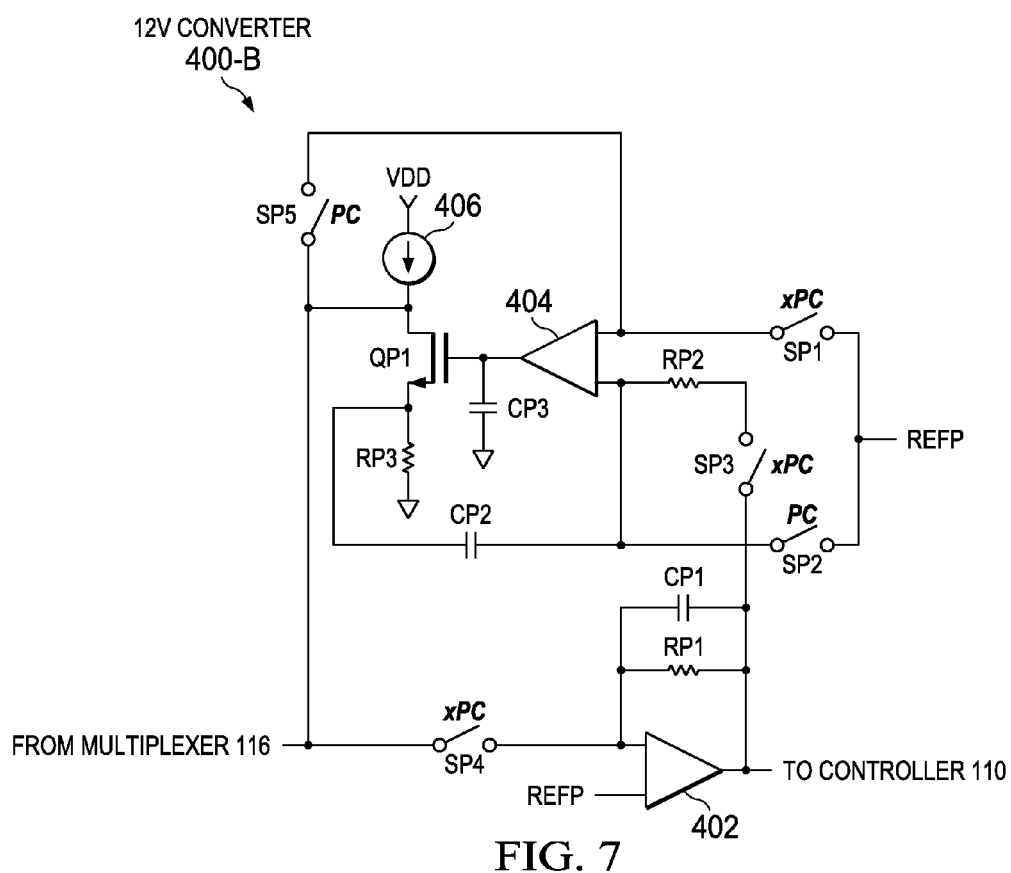 12V CONVERTER
400-B
VDD
406
SP5
PC
404
xPC
SP1
QP1
RP2
CP3
REFP
RP3
SP3
xPC
CP2
PC
SP2
CP1
RP1
xPC
FROM MULTIPLEXER 116
SP4
TO CONTROLLER 110
REFP
402
FIG. 7